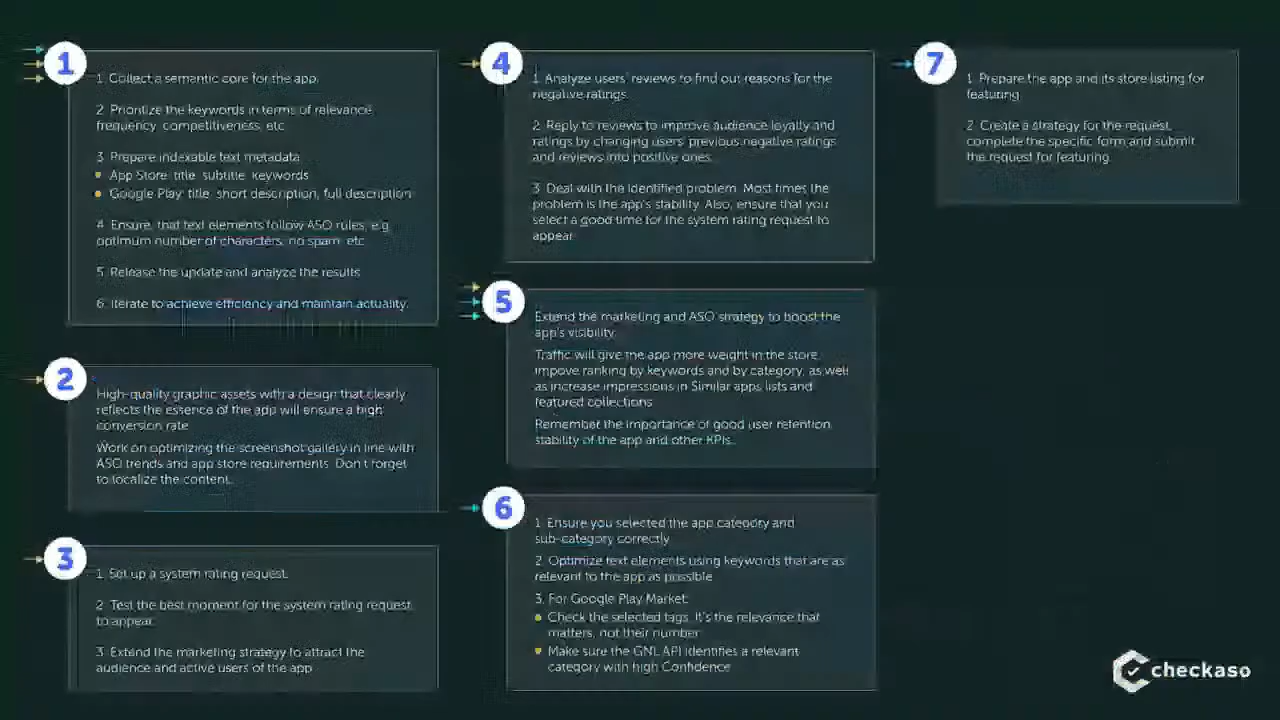 1
1. Collect a semantic core for the app.
2. Prioritize the keywords in terms of relevance,
frequency, competitiveness, etc.
3. Prepare indexable text metadata
App Store: title, subtitle, keywords
Google Play: title, short description, full description
4. Ensure, that text elements follow ASO rules, e.g.
optimum number of characters, no spam, etc.
5. Release the update and analyze the results
6. Iterate to achieve efficiency and maintain actuality.
2
High-quality graphic assets with a design that clearly
reflects the essence of the app will ensure a high
conversion rate
Work on optimizing the screenshot gallery in line with
ASO trends and app store requirements. Don't forget
to localize the content.
3
1. Set up a system rating request.
2. Test the best moment for the system rating request
to appear.
3. Extend the marketing strategy to attract the
audience and active users of the app
4
1. Analyze users' reviews to find out reasons for the
negative ratings.
2. Reply to reviews to improve audience loyalty and
ratings by changing users' previous negative ratings
and reviews into positive ones.
3. Deal with the identified problem. Most times the
problem is the app's stability. Also, ensure that you
select a good time for the system rating request to
appear.
5
Extend the marketing and ASO strategy to boost the
app's visibility.
Traffic will give the app more weight in the store,
impove ranking by keywords and by category, as well
as increase impressions in Similar apps lists and
featured collections.
Remember the importance of good user retention,
stability of the app and other KPIs.
6
1. Ensure you selected the app category and
sub-category correctly
2. Optimize text elements using keywords that are as
relevant to the app as possible
3. For Google Play Market:
Check the selected tags. It's the relevance that
matters, not their number
Make sure the GNL API identifies a relevant
category with high Confidence
7
1. Prepare the app and its store listing for
featuring.
2. Create a strategy for the request,
complete the specific form and submit
the request for featuring.
checkaso